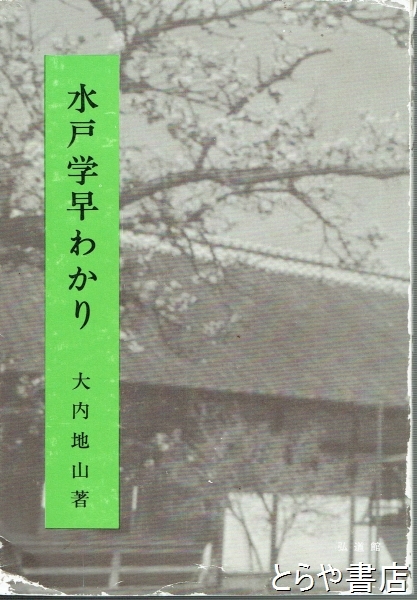 水戸学早わかり
大内地山著
弘道館
とらや書店